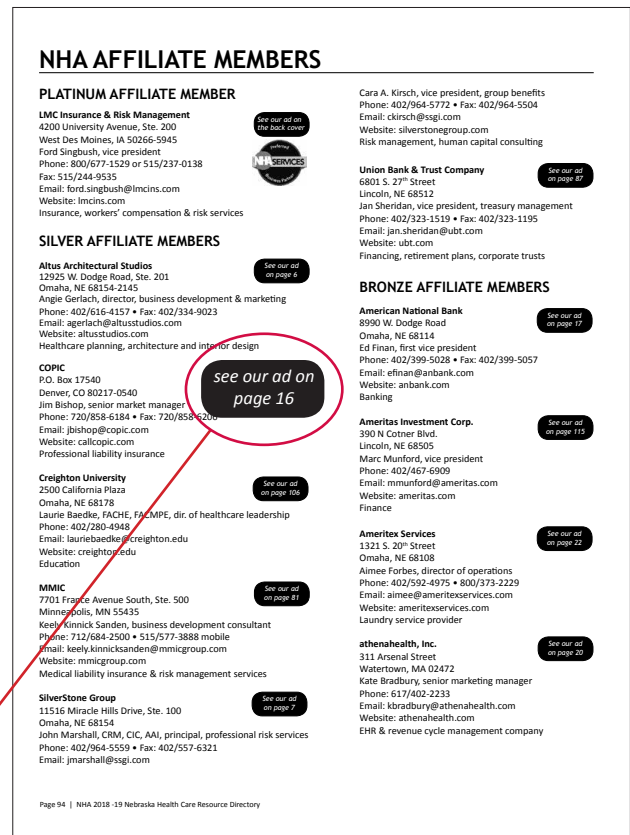 NHA AFFILIATE MEMBERS
PLATINUM AFFILIATE MEMBER
LMC Insurance & Risk Management
4200 University Avenue, Ste. 200
West Des Moines, IA 50266-5945
Ford Singbush, vice president
Phone: 800/677-1529 or 515/237-0138
Fax: 515/244-9535
Email: ford.singbush@lmcins.com
Website: lmcins.com
Insurance, workers’ compensation & risk services
See our ad on
the back cover
Preferred
NHA SERVICES
Business Partner
SILVER AFFILIATE MEMBERS
Altus Architectural Studios
12925 W. Dodge Road, Ste. 201
Omaha, NE 68154-2145
Angie Gerlach, director, business development & marketing
Phone: 402/616-4157 • Fax: 402/334-9023
Email: agerlach@altusstudios.com
Website: altusstudios.com
Healthcare planning, architecture and interior design
See our ad
on page 6
COPIC
P.O. Box 17540
Denver, CO 80217-0540
Jim Bishop, senior market manager
Phone: 720/858-6184 • Fax: 720/858-6206
Email: jbishop@copic.com
Website: callcopic.com
Professional liability insurance
see our ad on
page 16
Creighton University
2500 California Plaza
Omaha, NE 68178
Laurie Baedke, FACHE, FACMPE, dir. of healthcare leadership
Phone: 402/280-4948
Email: lauriebaedke@creighton.edu
Website: creighton.edu
Education
See our ad
on page 106
MMIC
7701 France Avenue South, Ste. 500
Minneapolis, MN 55435
Keely Kinnick Sanden, business development consultant
Phone: 712/684-2500 • 515/577-3888 mobile
Email: keely.kinnicksanden@mmicgroup.com
Website: mmicgroup.com
Medical liability insurance & risk management services
See our ad
on page 81
SilverStone Group
11516 Miracle Hills Drive, Ste. 100
Omaha, NE 68154
John Marshall, CRM, CIC, AAI, principal, professional risk services
Phone: 402/964-5559 • Fax: 402/557-6321
Email: jmarshall@ssgi.com
See our ad
on page 7
Cara A. Kirsch, vice president, group benefits
Phone: 402/964-5772 • Fax: 402/964-5504
Email: ckirsch@ssgi.com
Website: silverstonegroup.com
Risk management, human capital consulting
Union Bank & Trust Company
6801 S. 27th Street
Lincoln, NE 68512
Jan Sheridan, vice president, treasury management
Phone: 402/323-1519 • Fax: 402/323-1195
Email: jan.sheridan@ubt.com
Website: ubt.com
Financing, retirement plans, corporate trusts
See our ad
on page 87
BRONZE AFFILIATE MEMBERS
American National Bank
8990 W. Dodge Road
Omaha, NE 68114
Ed Finan, first vice president
Phone: 402/399-5028 • Fax: 402/399-5057
Email: efinan@anbank.com
Website: anbank.com
Banking
See our ad
on page 17
Ameritas Investment Corp.
390 N Cotner Blvd.
Lincoln, NE 68505
Marc Munford, vice president
Phone: 402/467-6909
Email: mmunford@ameritas.com
Website: ameritas.com
Finance
See our ad
on page 115
Ameritex Services
1321 S. 20th Street
Omaha, NE 68108
Aimee Forbes, director of operations
Phone: 402/592-4975 • 800/373-2229
Email: aimee@ameritexservices.com
Website: ameritexservices.com
Laundry service provider
See our ad
on page 22
athenahealth, Inc.
311 Arsenal Street
Watertown, MA 02472
Kate Bradbury, senior marketing manager
Phone: 617/402-2233
Email: kbradbury@athenahealth.com
Website: athenahealth.com
EHR & revenue cycle management company
See our ad
on page 20
Page 94 | NHA 2018 -19 Nebraska Health Care Resource Directory